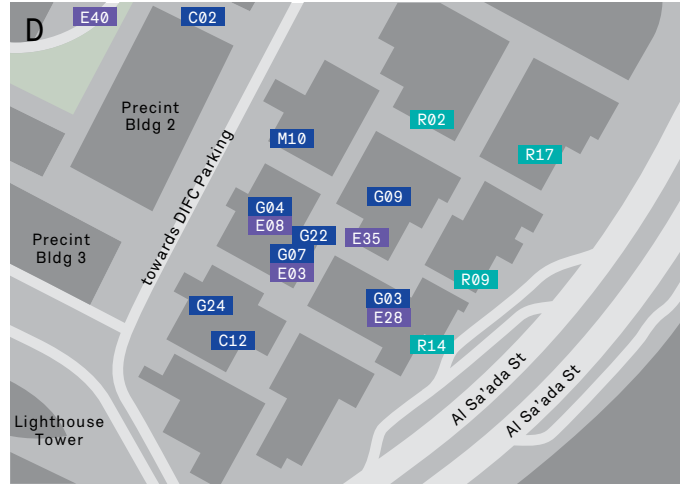 D
E40
C02
Precint
Bldg 2
R02
M10
R17
towards DIFC Parking
G09
G04
E08
G22
E35
Precint
Bldg 3
G07
E03
R09
G03
G24
E28
C12
R14
Al Sa'ada St
Al Sa'ada St
Lighthouse
Tower